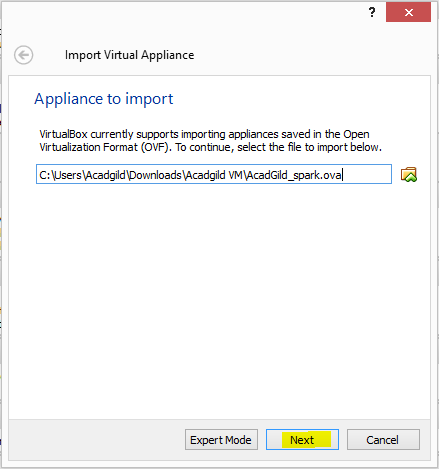 ?
Import Virtual Appliance
Appliance to import
VirtualBox currently supports importing appliances saved in the Open
Virtualization Format (OVF). To continue, select the file to import below.
C:\Users\Acadgild\Downloads\Acadgild VM\AcadGild_spark.ova
Expert Mode Next Cancel